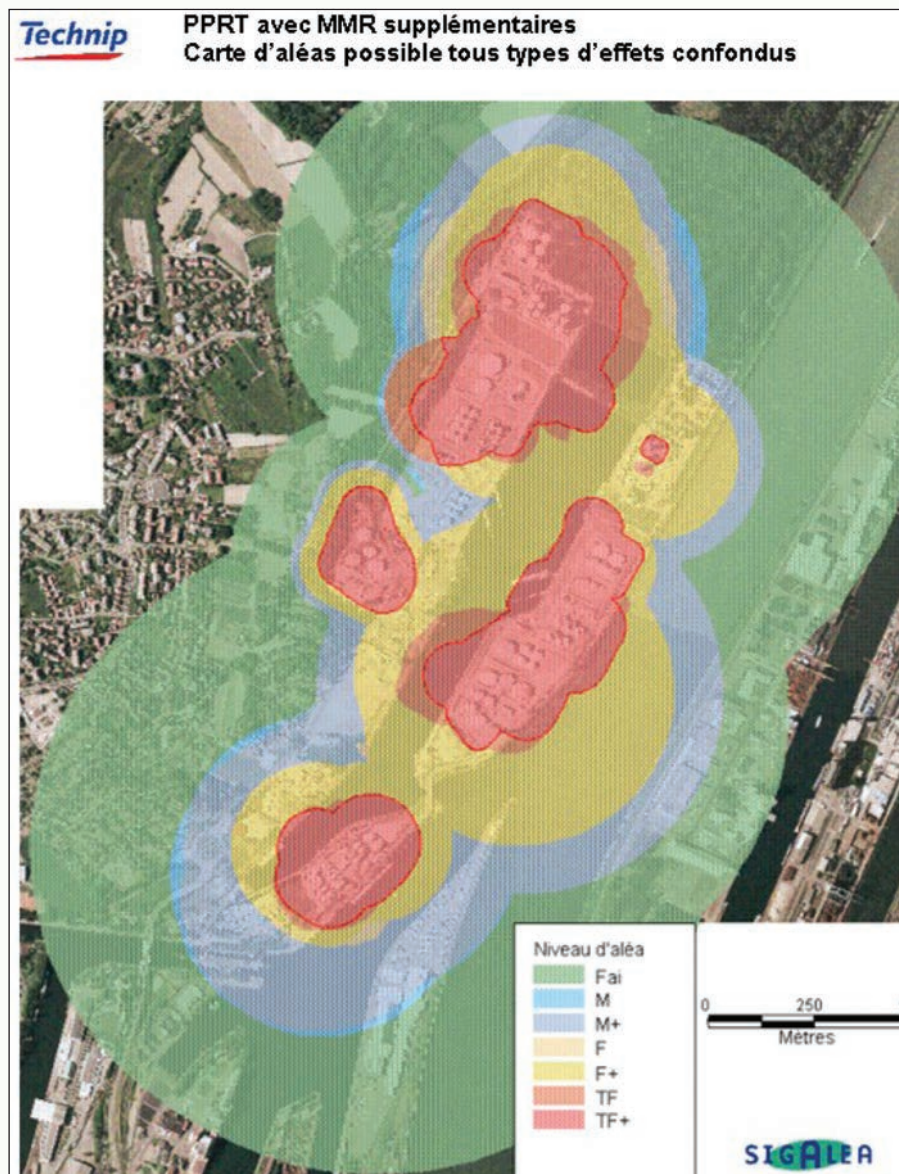 Technip
PPRT avec MMR supplémentaires
Carte d'aléas possible tous types d'effets confondus
Niveau d'aléa
Fai
M
M+
F
F+
TF
TF+
0 250
Mètres
SIGALEA